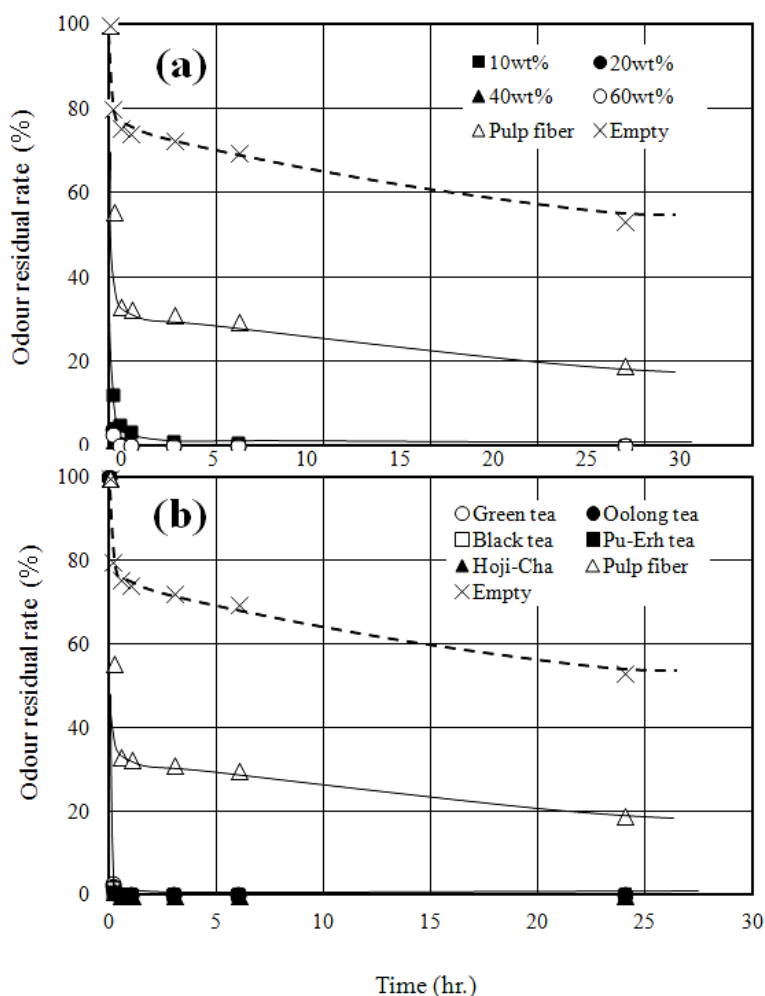 100
80
60
40
20
0
Odour residual rate (%)
(a)
10wt% 20wt%
40wt% 60wt%
Pulp fiber Empty
0 5 10 15 20 25 30
100
80
60
40
20
0
Odour residual rate (%)
(b)
Green tea Oolong tea
Black tea Pu-Erh tea
Hoji-Cha Pulp fiber
Empty
0 5 10 15 20 25 30
Time (hr.)